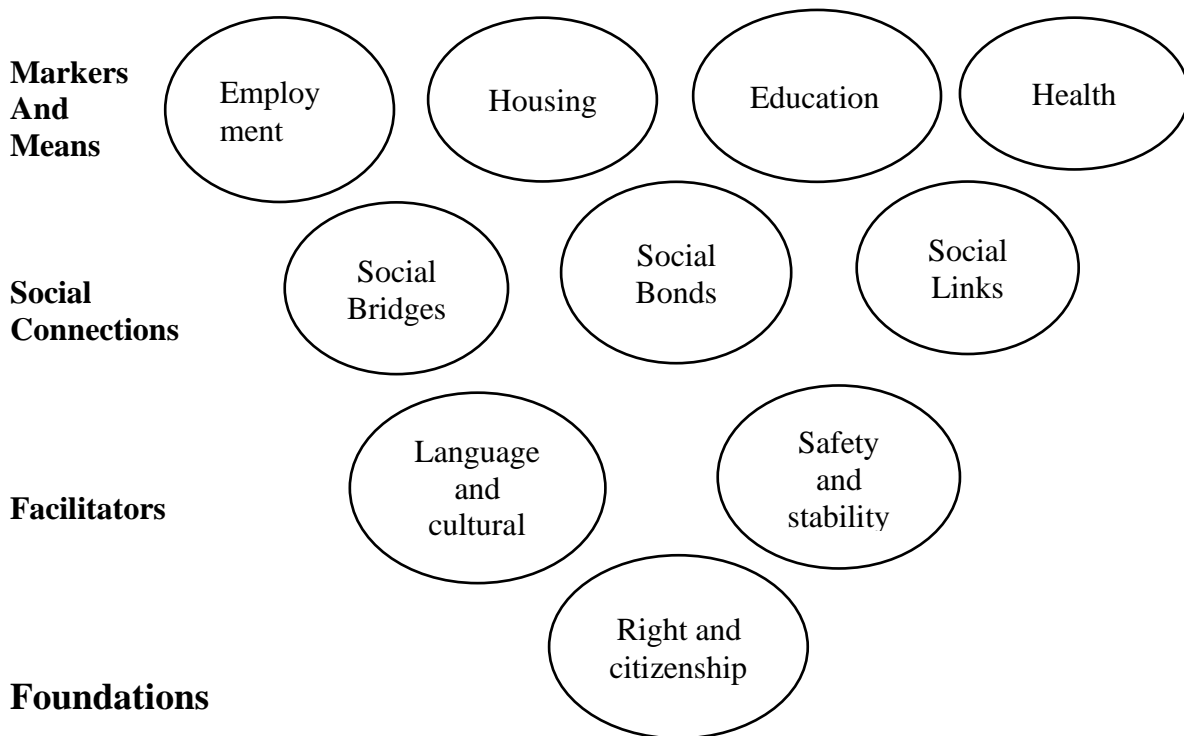 Markers
And
Means
Employ
ment
Housing
Education
Health
Social
Connections
Social
Bridges
Social
Bonds
Social
Links
Facilitators
Language
and
cultural
Safety
and
stability
Foundations
Right and
citizenship